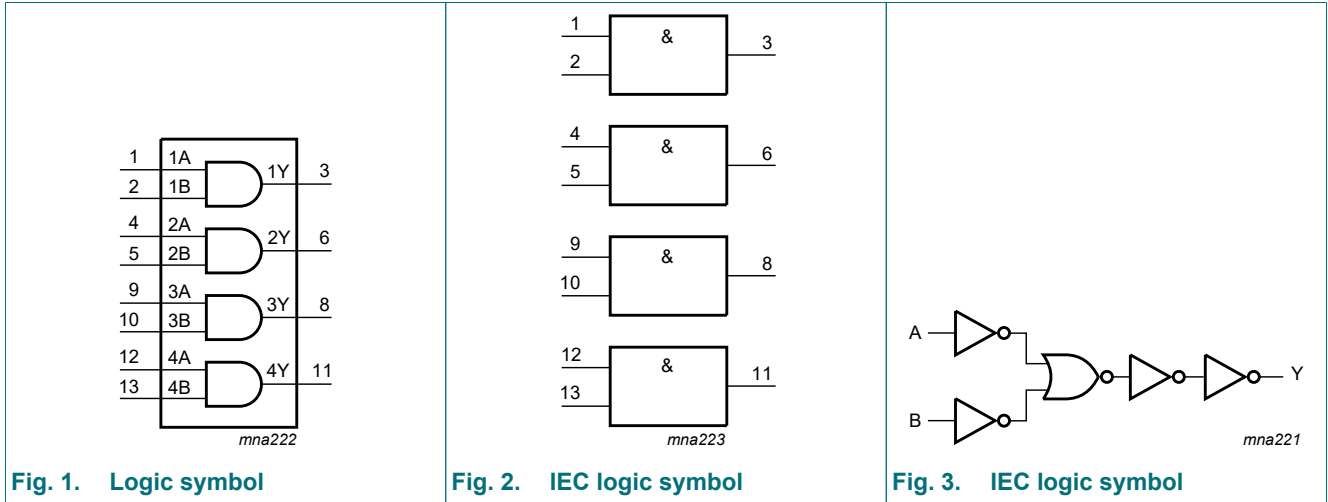 1 1A 1Y 3
2 1B
4 2A 2Y 6
5 2B
9 3A 3Y 8
10 3B
12 4A 4Y 11
13 4B
mna222
Fig. 1. Logic symbol
1 & 3
2
4 & 6
5
9 & 8
10
12 & 11
13
mna223
Fig. 2. IEC logic symbol
A
Y
B
mna221
Fig. 3. IEC logic symbol